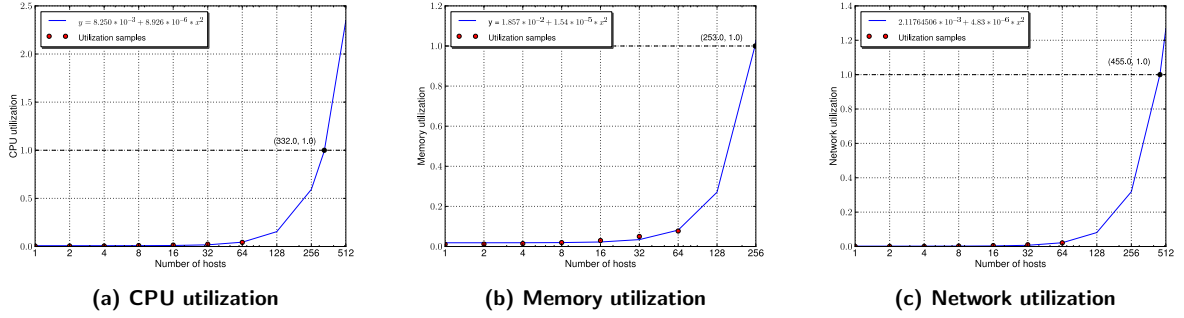 2.5
2.0
1.5
1.0
0.5
0.0
CPU utilization
y = 8.250 * 10^−3 + 8.926 * 10^−6 * x^2
Utilization samples
(332.0, 1.0)
1 2 4 8 16 32 64 128 256 512
Number of hosts
(a) CPU utilization
1.2
1.0
0.8
0.6
0.4
0.2
0.0
Memory utilization
y = 1.857 * 10^−2 + 1.54 * 10^−5 * x^2
Utilization samples
(253.0, 1.0)
1 2 4 8 16 32 64 128 256
Number of hosts
(b) Memory utilization
1.4
1.2
1.0
0.8
0.6
0.4
0.2
0.0
Network utilization
2.11764506 * 10^−3 + 4.83 * 10^−6 * x^2
Utilization samples
(455.0, 1.0)
1 2 4 8 16 32 64 128 256 512
Number of hosts
(c) Network utilization